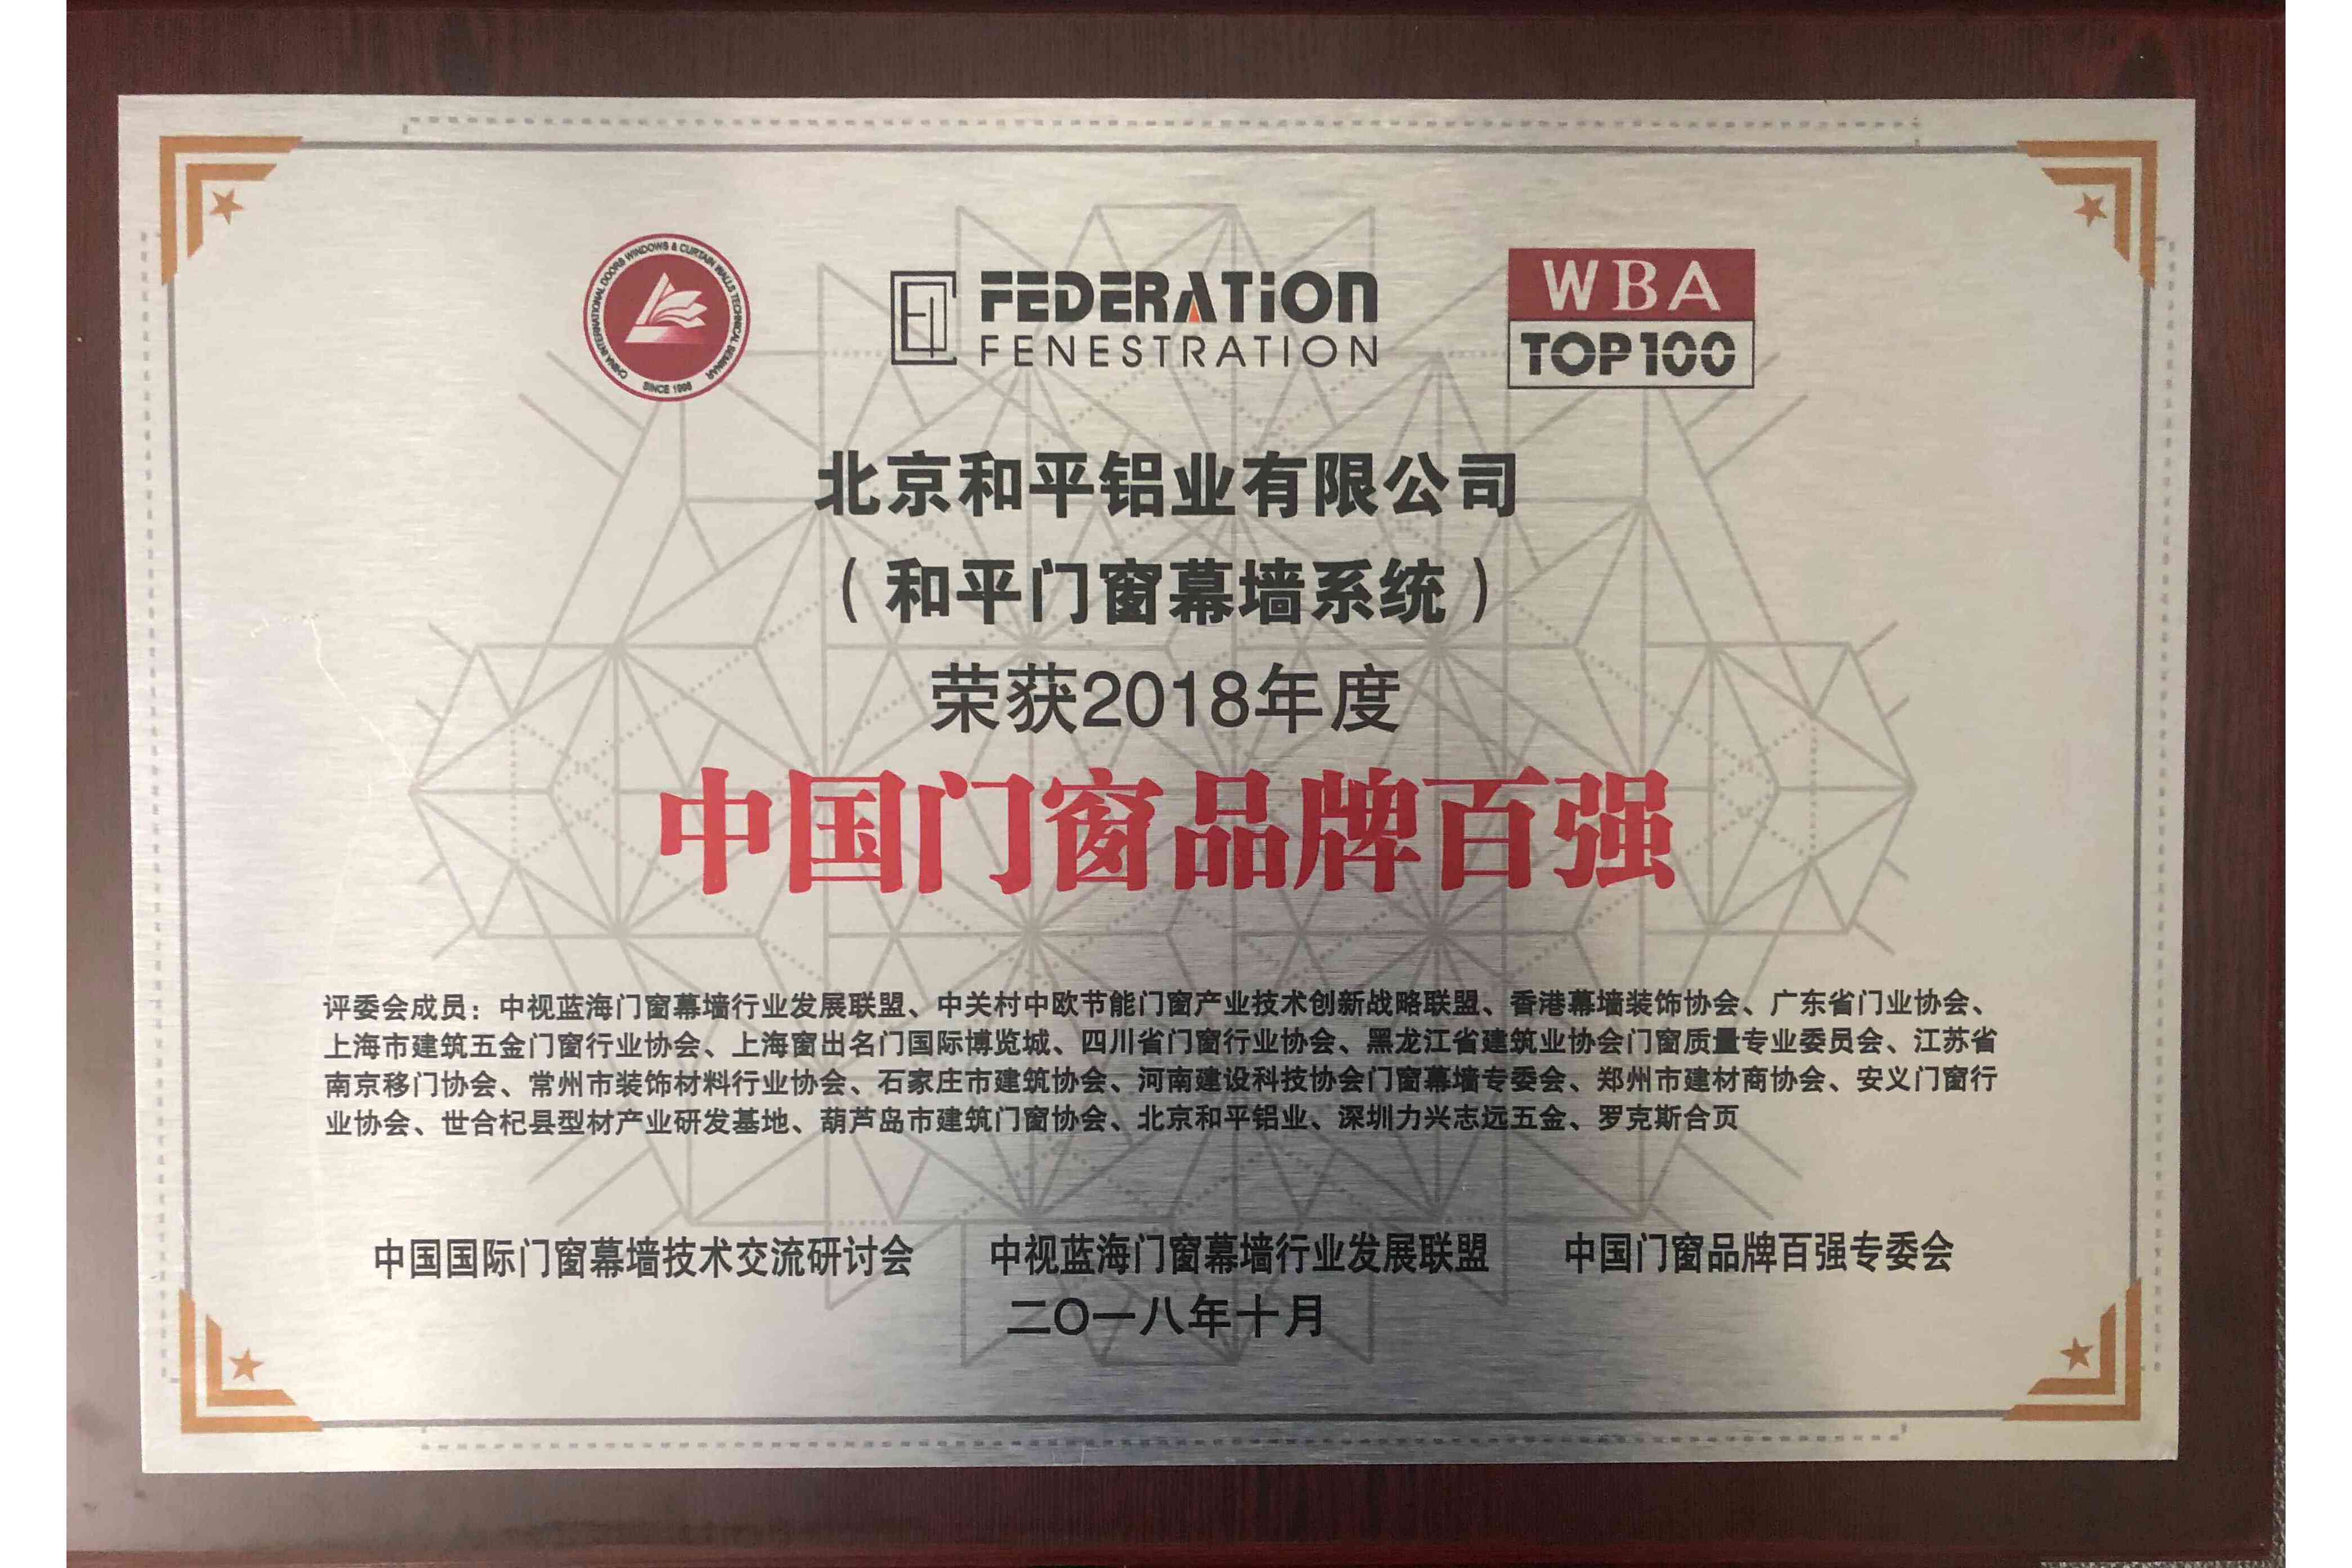 CHINA INTERNATIONAL DOORS WINDOWS & CURTAIN WALLS TECHNICAL SEMINAR
SINCE 1996
FEDERATION
FENESTRATION
WBA
TOP100
北京和平铝业有限公司
（和平门窗幕墙系统）
荣获2018年度
中国门窗品牌百强
评委会成员：中视蓝海门窗幕墙行业发展联盟、中关村中欧节能门窗产业技术创新战略联盟、香港幕墙装饰协会、广东省门业协会、
上海市建筑五金门窗行业协会、上海窗出名门国际博览城、四川省门窗行业协会、黑龙江省建筑业协会门窗质量专业委员会、江苏省
南京移门协会、常州市装饰材料行业协会、石家庄市建筑协会、河南建设科技协会门窗幕墙专委会、郑州市建材商协会、安义门窗行
业协会、世合杞县型材产业研发基地、葫芦岛市建筑门窗协会、北京和平铝业、深圳力兴志远五金、罗克斯合页
中国国际门窗幕墙技术交流研讨会 中视蓝海门窗幕墙行业发展联盟 中国门窗品牌百强专委会
二〇一八年十月